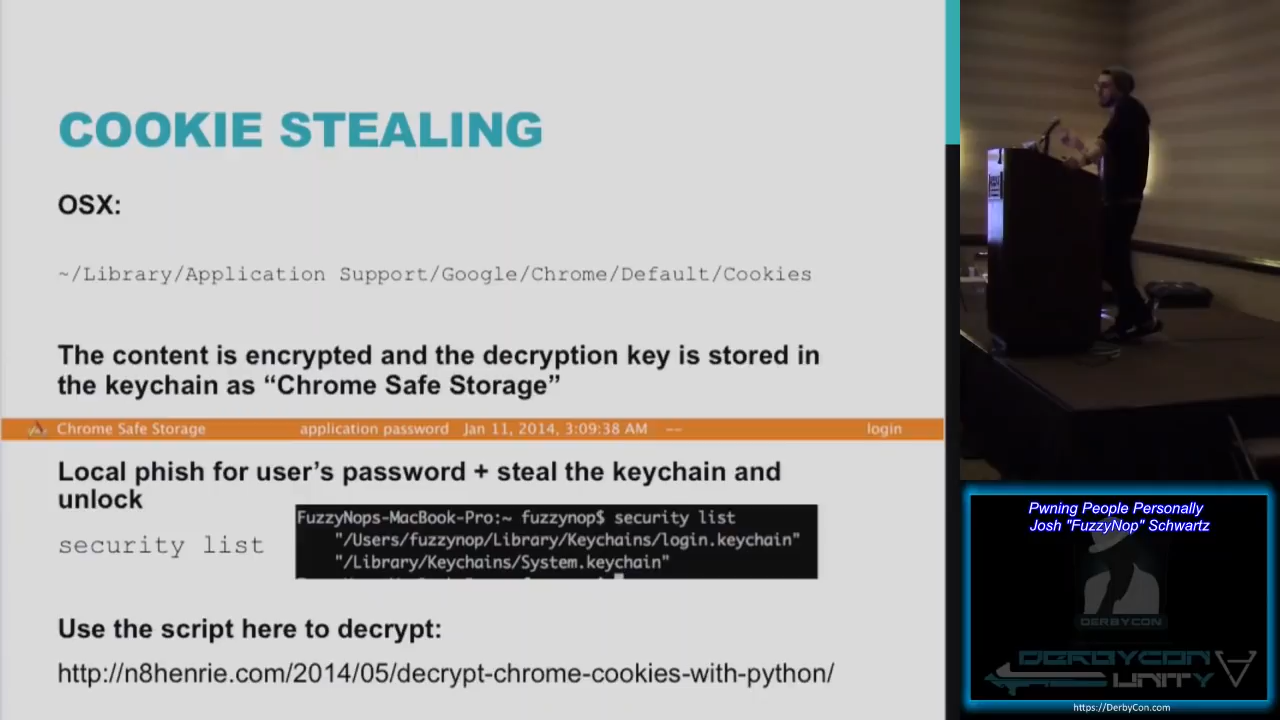 COOKIE STEALING
OSX:
~/Library/Application Support/Google/Chrome/Default/Cookies
The content is encrypted and the decryption key is stored in
the keychain as “Chrome Safe Storage”
Chrome Safe Storage application password Jan 11, 2014, 3:09:38 AM -- login
Local phish for user’s password + steal the keychain and
unlock
security list
FuzzyNops-MacBook-Pro:~ fuzzynop$ security list
"/Users/fuzzynop/Library/Keychains/login.keychain"
"/Library/Keychains/System.keychain"
Use the script here to decrypt:
http://n8henrie.com/2014/05/decrypt-chrome-cookies-with-python/
Pwning People Personally
Josh "FuzzyNop" Schwartz
DERBYCON
DERBYCON
UNITY
https://DerbyCon.com